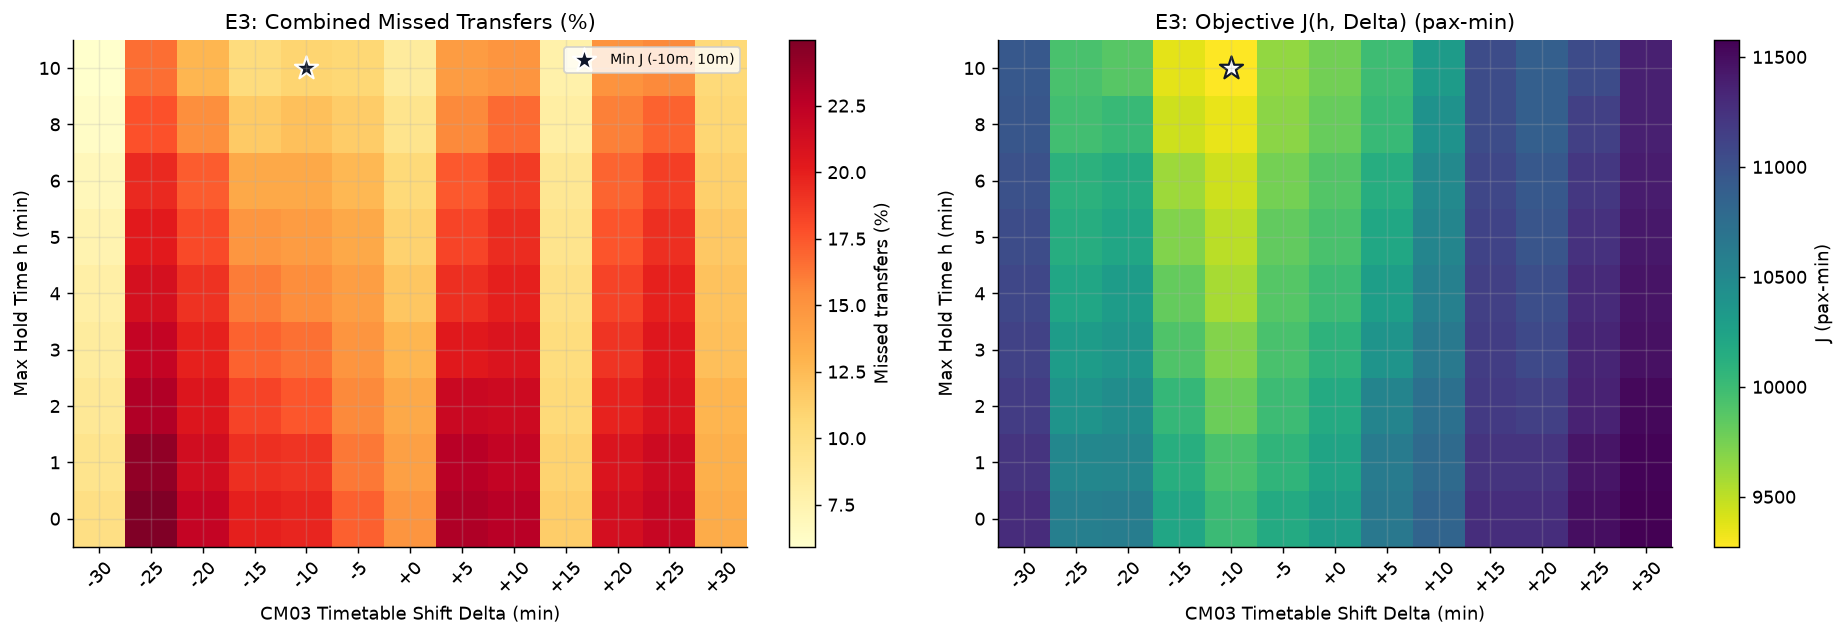 E3: Combined Missed Transfers (%)
Max Hold Time h (min)
10
8
6
5
4
3
2
1
0
-30 -25 -20 -15 -10 -5 +0 +5 +10 +15 +20 +25 +30
CM03 Timetable Shift Delta (min)
Min J (-10m, 10m)
22.5
20.0
17.5
15.0
12.5
10.0
7.5
Missed transfers (%)
E3: Objective J(h, Delta) (pax-min)
Max Hold Time h (min)
10
8
6
5
4
3
2
1
0
-30 -25 -20 -15 -10 -5 +0 +5 +10 +15 +20 +25 +30
CM03 Timetable Shift Delta (min)
11500
11000
10500
10000
9500
J (pax-min)